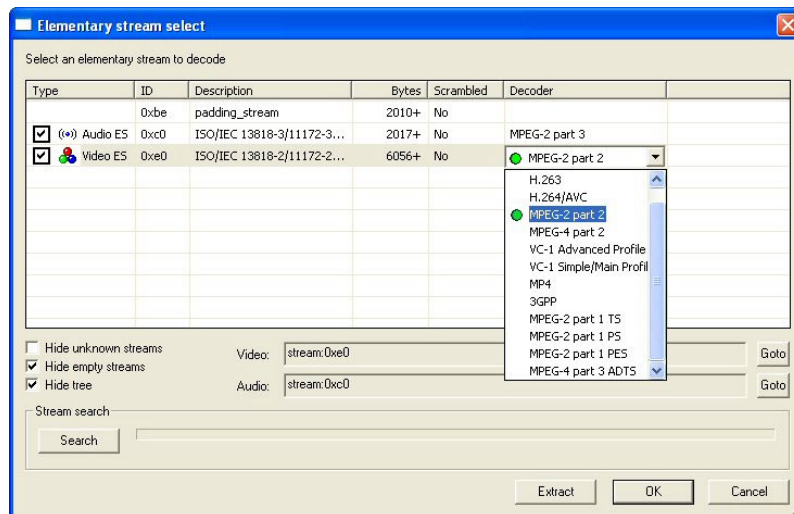 Elementary stream select
Select an elementary stream to decode
Type ID Description Bytes Scrambled Decoder
0xbe padding_stream 2010+ No
((•)) Audio ES 0xc0 ISO/IEC 13818-3/11172-3... 2017+ No MPEG-2 part 3
Video ES 0xe0 ISO/IEC 13818-2/11172-2... 6056+ No MPEG-2 part 2
H.263
H.264/AVC
MPEG-2 part 2
MPEG-4 part 2
VC-1 Advanced Profile
VC-1 Simple/Main Profil
MP4
3GPP
MPEG-2 part 1 TS
MPEG-2 part 1 PS
MPEG-2 part 1 PES
MPEG-4 part 3 ADTS
Hide unknown streams
Hide empty streams
Hide tree
Video: stream:0xe0 Goto
Audio: stream:0xc0 Goto
Stream search
Search
Extract OK Cancel